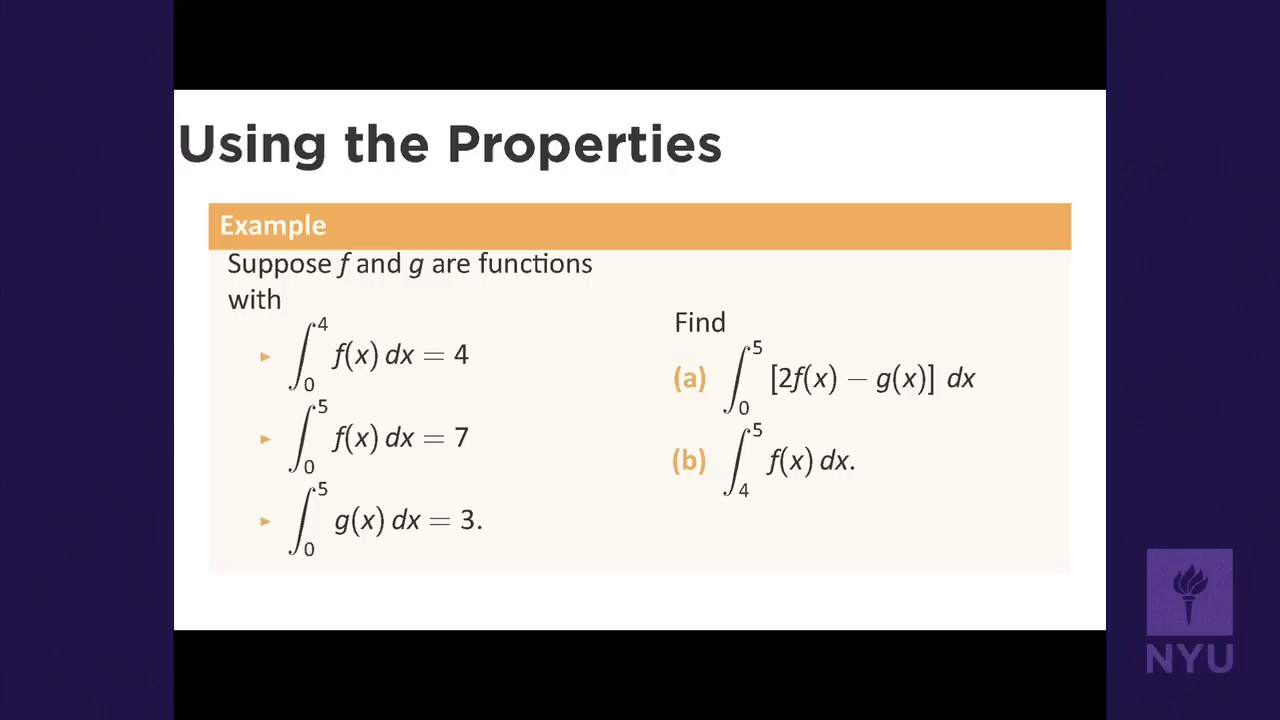 Using the Properties
Example
Suppose f and g are functions
with
▸ ∫₀⁴ f(x) dx = 4
▸ ∫₀⁵ f(x) dx = 7
▸ ∫₀⁵ g(x) dx = 3.
Find
(a) ∫₀⁵ [2f(x) − g(x)] dx
(b) ∫₄⁵ f(x) dx.
NYU